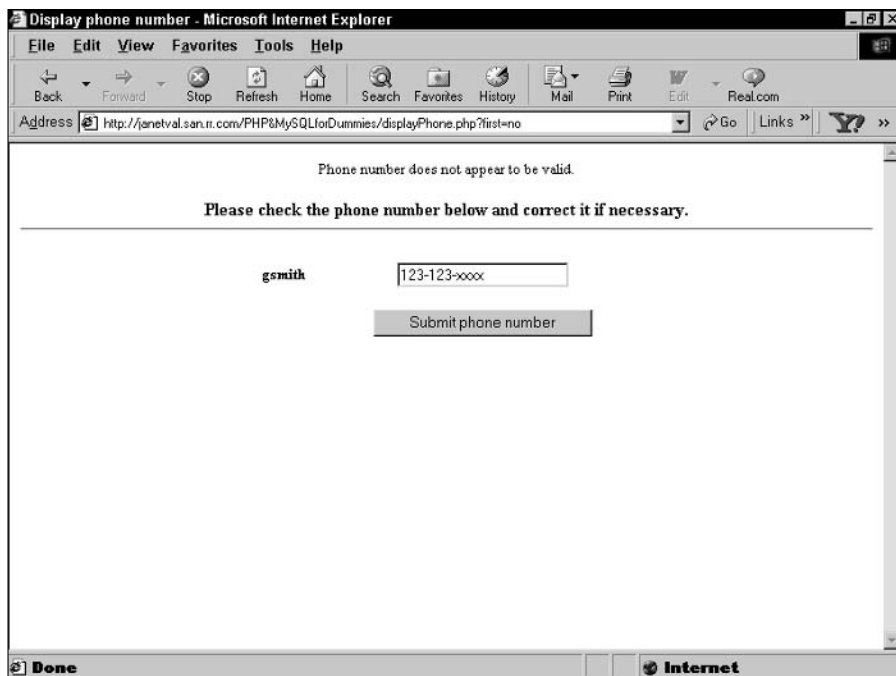 Display phone number - Microsoft Internet Explorer
File Edit View Favorites Tools Help
Back Forward Stop Refresh Home Search Favorites History Mail Print Edit Real.com
Address http://janetval.san.rr.com/PHP&MySQLforDummies/displayPhone.php?first=no Go Links »
Y? »
Phone number does not appear to be valid.
Please check the phone number below and correct it if necessary.
gsmith 123-123-xxxx
Submit phone number
Done Internet